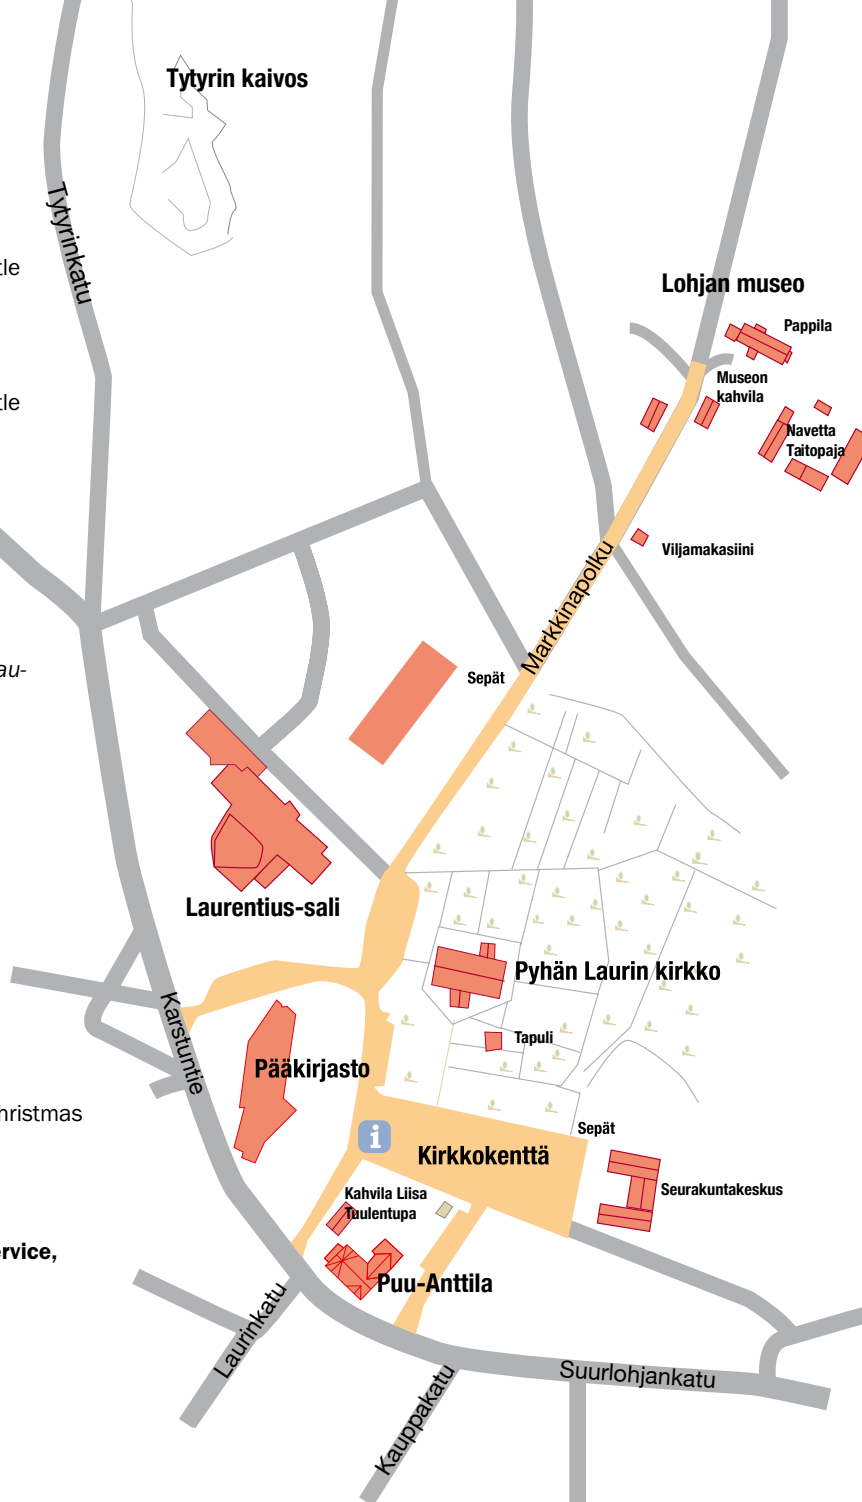 Tytyrin kaivos
Tytyrinkatu
tle
Lohjan museo
Pappila
Museon
kahvila
tle
Navetta
Taitopaja
Viljamakasiini
Markkinapolku
au-
Sepät
Laurentius-sali
Pyhän Laurin kirkko
Karstuntie
Tapuli
Pääkirjasto
hristmas
i
Sepät
Kirkkokenttä
Seurakuntakeskus
Kahvila Liisa
Tuulentupa
ervice,
Puu-Anttila
Laurinkatu
Suurlohjankatu
Kauppakatu